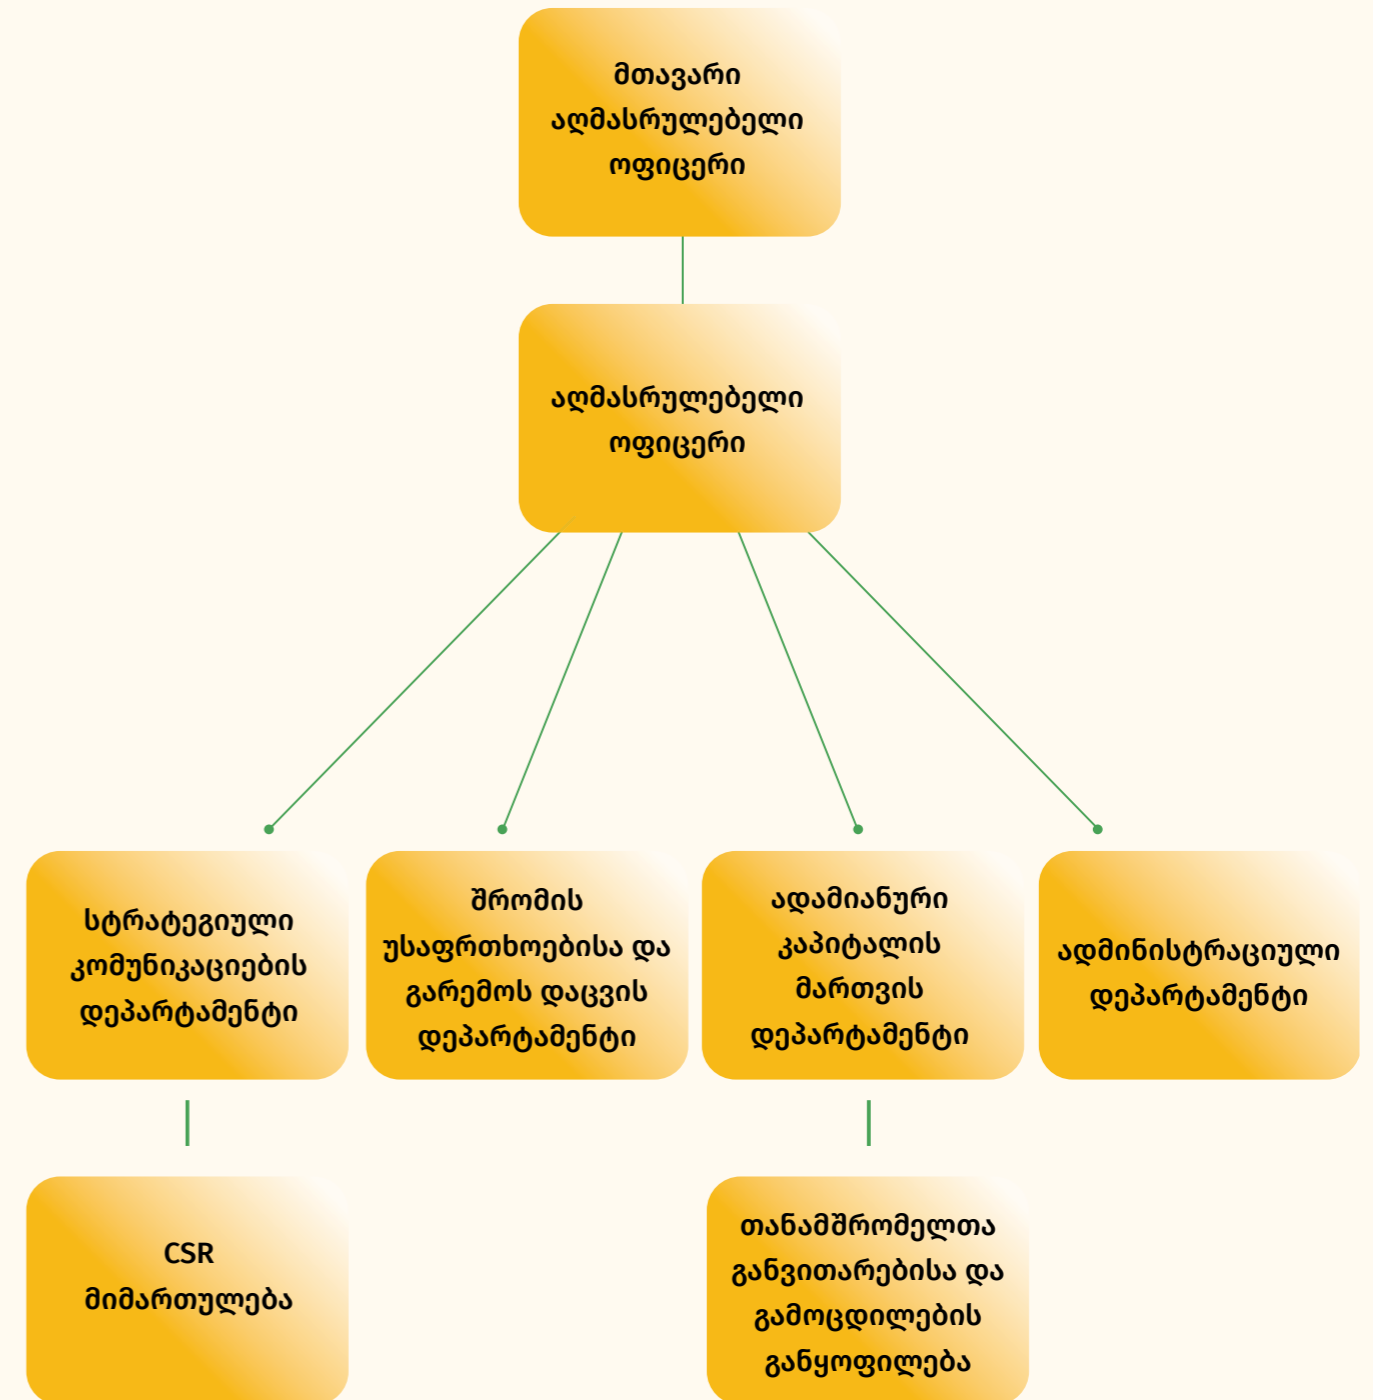 მთავარი
აღმასრულებელი
ოფიცერი
აღმასრულებელი
ოფიცერი
სტრატეგიული
კომუნიკაციების
დეპარტამენტი
შრომის
უსაფრთხოებისა და
გარემოს დაცვის
დეპარტამენტი
ადამიანური
კაპიტალის
მართვის
დეპარტამენტი
ადმინისტრაციული
დეპარტამენტი
CSR
მიმართულება
თანამშრომელთა
განვითარებისა და
გამოცდილების
განყოფილება